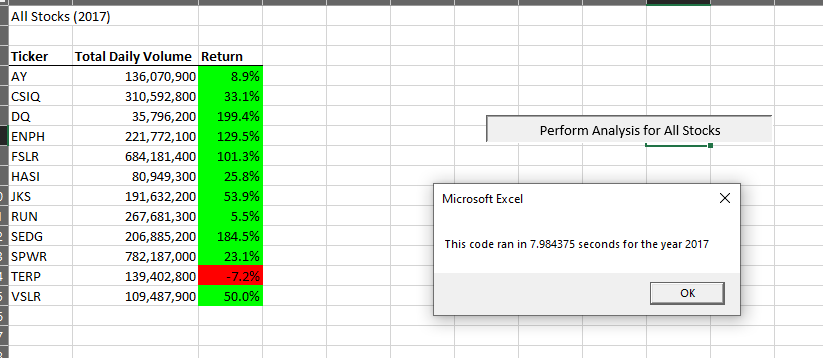 All Stocks (2017)
Ticker Total Daily Volume Return
AY 136,070,900 8.9%
CSIQ 310,592,800 33.1%
DQ 35,796,200 199.4%
ENPH 221,772,100 129.5%
FSLR 684,181,400 101.3%
HASI 80,949,300 25.8%
JKS 191,632,200 53.9%
RUN 267,681,300 5.5%
SEDG 206,885,200 184.5%
SPWR 782,187,000 23.1%
TERP 139,402,800 -7.2%
VSLR 109,487,900 50.0%
Perform Analysis for All Stocks
Microsoft Excel
This code ran in 7.984375 seconds for the year 2017
OK